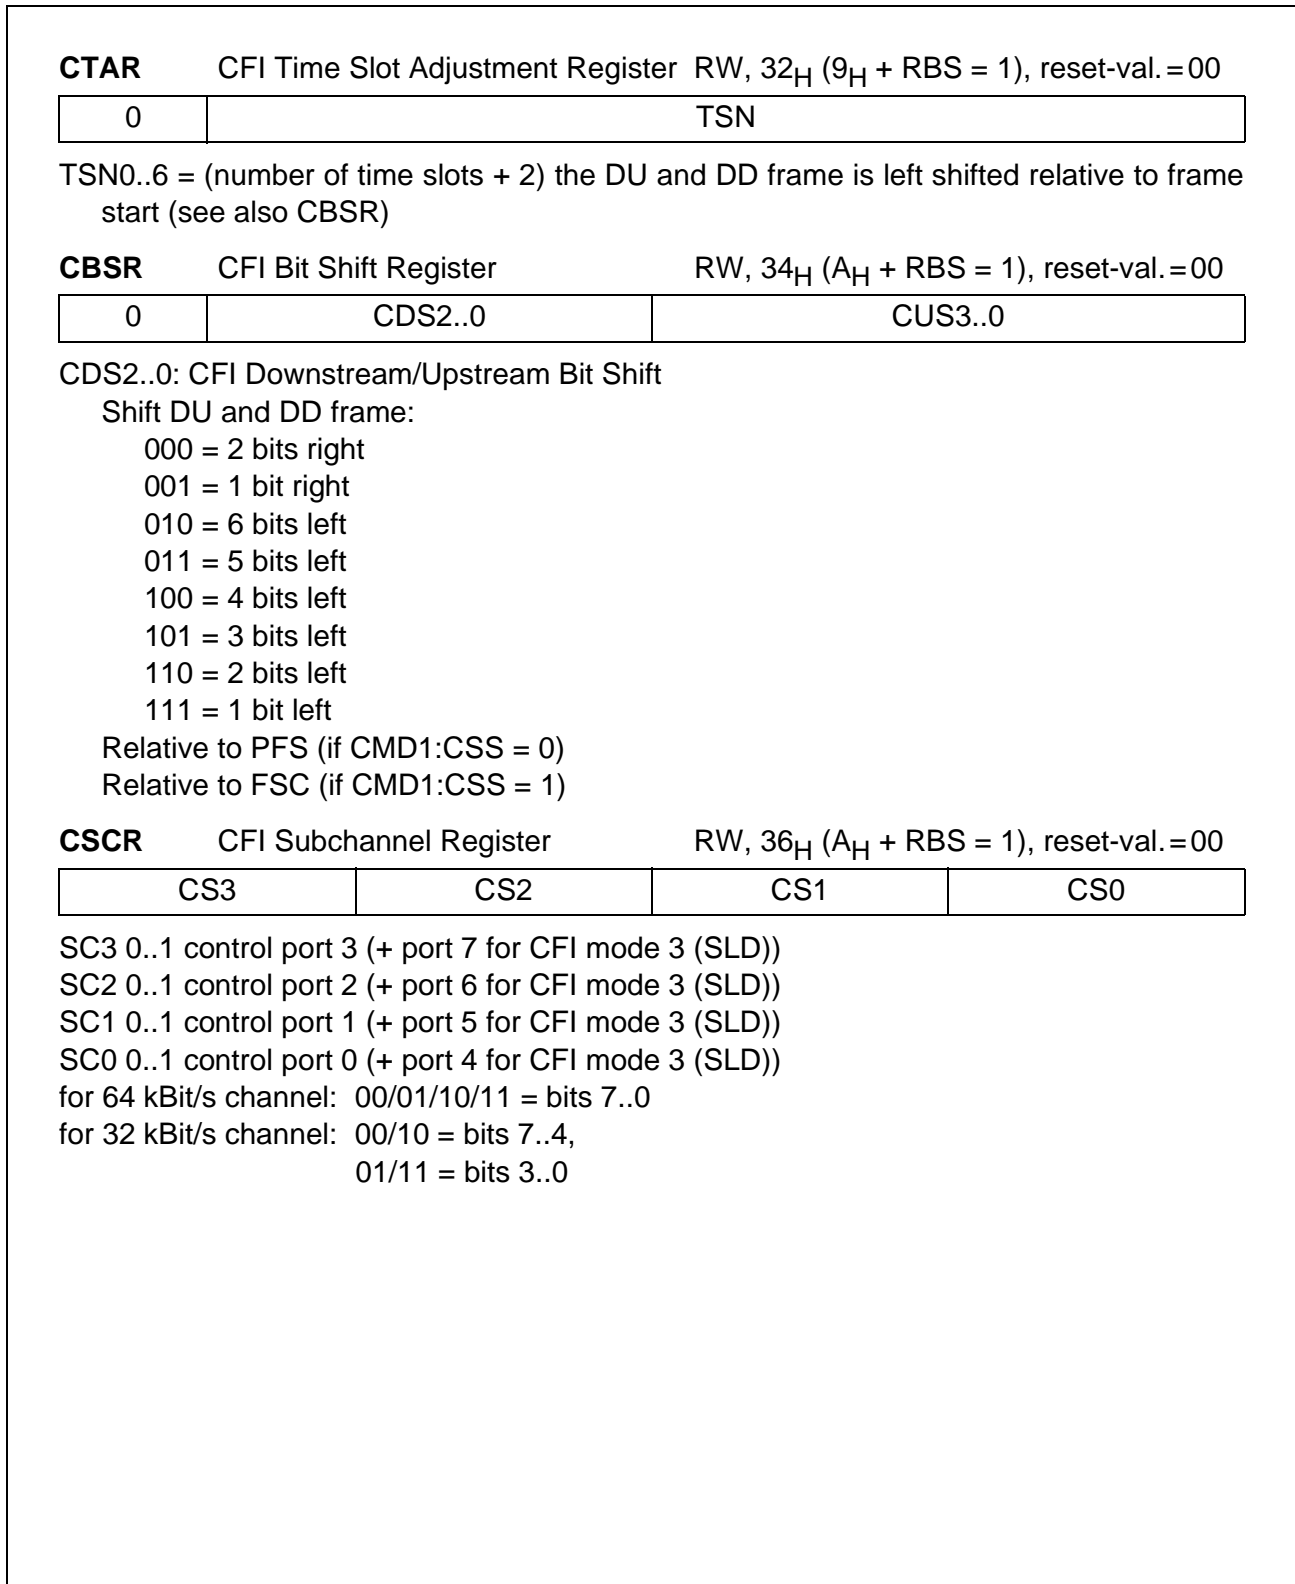 CTAR CFI Time Slot Adjustment Register RW, 32H (9H + RBS = 1), reset-val. = 00
0 TSN
TSN0..6 = (number of time slots + 2) the DU and DD frame is left shifted relative to frame
start (see also CBSR)
CBSR CFI Bit Shift Register RW, 34H (AH + RBS = 1), reset-val. = 00
0 CDS2..0 CUS3..0
CDS2..0: CFI Downstream/Upstream Bit Shift
Shift DU and DD frame:
000 = 2 bits right
001 = 1 bit right
010 = 6 bits left
011 = 5 bits left
100 = 4 bits left
101 = 3 bits left
110 = 2 bits left
111 = 1 bit left
Relative to PFS (if CMD1:CSS = 0)
Relative to FSC (if CMD1:CSS = 1)
CSCR CFI Subchannel Register RW, 36H (AH + RBS = 1), reset-val. = 00
CS3 CS2 CS1 CS0
SC3 0..1 control port 3 (+ port 7 for CFI mode 3 (SLD))
SC2 0..1 control port 2 (+ port 6 for CFI mode 3 (SLD))
SC1 0..1 control port 1 (+ port 5 for CFI mode 3 (SLD))
SC0 0..1 control port 0 (+ port 4 for CFI mode 3 (SLD))
for 64 kBit/s channel: 00/01/10/11 = bits 7..0
for 32 kBit/s channel: 00/10 = bits 7..4,
01/11 = bits 3..0